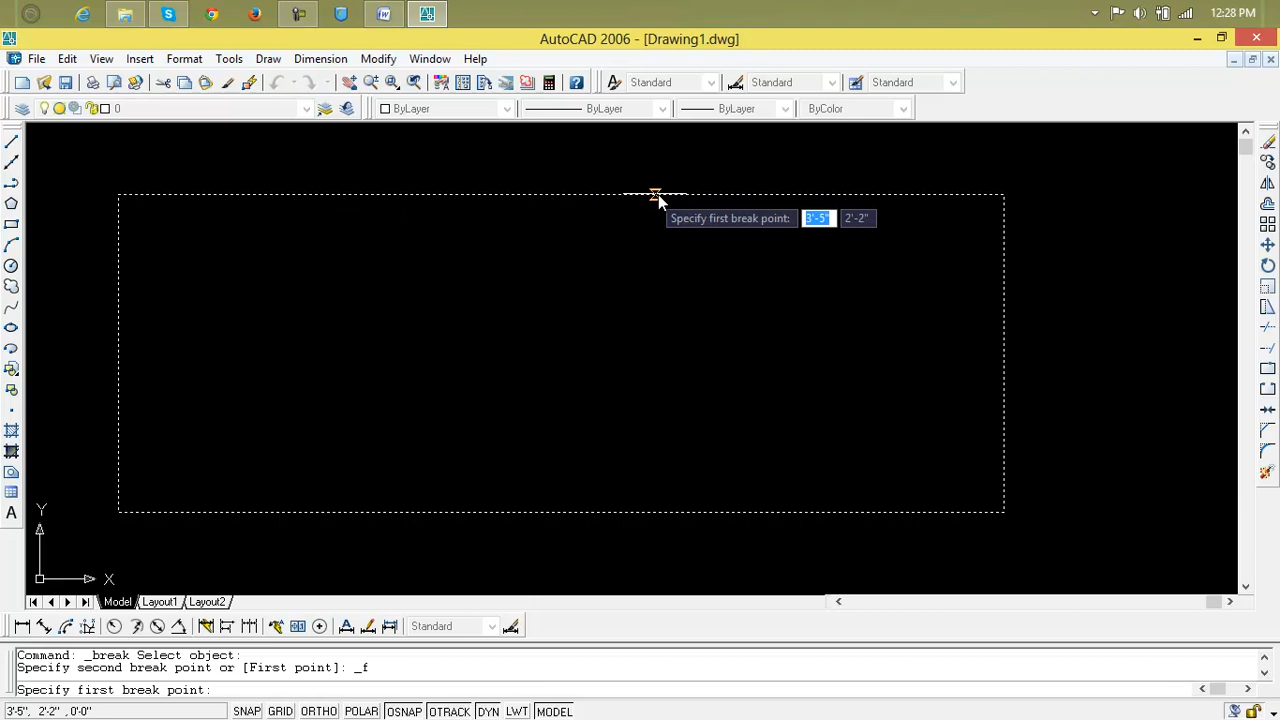 12:28 PM
AutoCAD 2006 - [Drawing1.dwg]
File Edit View Insert Format Tools Draw Dimension Modify Window Help
Standard Standard Standard
0 ByLayer ByLayer ByLayer ByColor
Specify first break point: 3'-5" 2'-2"
Y
X
A
Model Layout1 Layout2
Standard
Command: _break Select object:
Specify second break point or [First point]: _f
Specify first break point:
3'-5", 2'-2" ,0'-0" SNAP GRID ORTHO POLAR OSNAP OTRACK DYN LWT MODEL